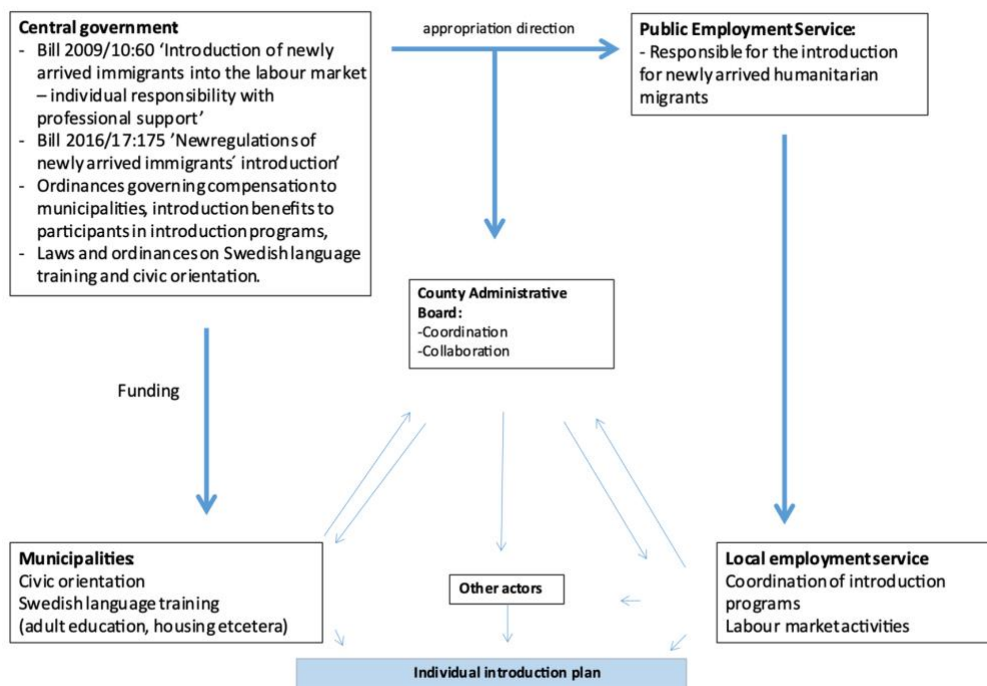 Central government
- Bill 2009/10:60 ‘Introduction of newly
arrived immigrants into the labour market
– individual responsibility with
professional support’
- Bill 2016/17:175 ’Newregulations of
newly arrived immigrants´ introduction’
- Ordinances governing compensation to
municipalities, introduction benefits to
participants in introduction programs,
- Laws and ordinances on Swedish language
training and civic orientation.
appropriation direction
Public Employment Service:
- Responsible for the introduction
for newly arrived humanitarian
migrants
County Administrative
Board:
-Coordination
-Collaboration
Funding
Municipalities:
Civic orientation
Swedish language training
(adult education, housing etcetera)
Other actors
Local employment service
Coordination of introduction
programs
Labour market activities
Individual introduction plan